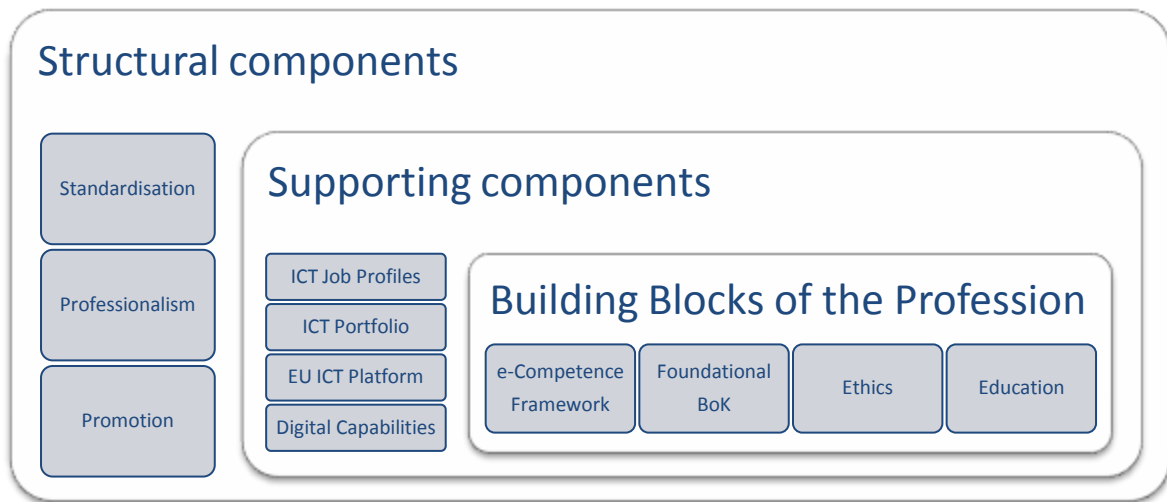 Structural components
Standardisation
Professionalism
Promotion
Supporting components
ICT Job Profiles
ICT Portfolio
EU ICT Platform
Digital Capabilities
Building Blocks of the Profession
e-Competence
Framework
Foundational
BoK
Ethics
Education